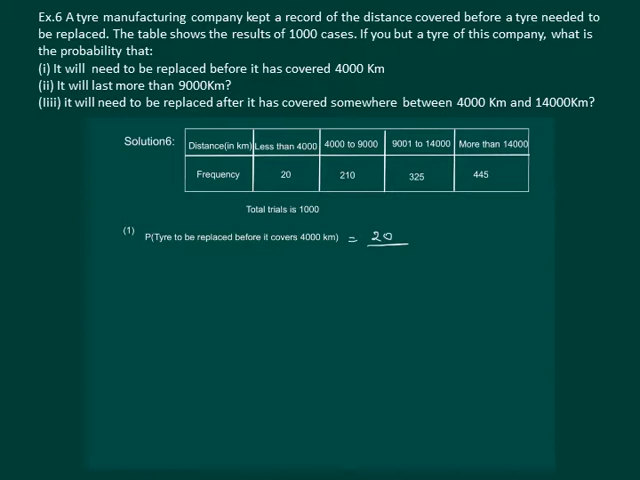 Ex.6 A tyre manufacturing company kept a record of the distance covered before a tyre needed to
be replaced. The table shows the results of 1000 cases. If you but a tyre of this company, what is
the probability that:
(i) It will need to be replaced before it has covered 4000 Km
(ii) It will last more than 9000Km?
(Iiii) it will need to be replaced after it has covered somewhere between 4000 Km and 14000Km?
Solution6:
Distance(in km) Less than 4000 4000 to 9000 9001 to 14000 More than 14000
Frequency 20 210 325 445
Total trials is 1000
(1)
P(Tyre to be replaced before it covers 4000 km) = 20